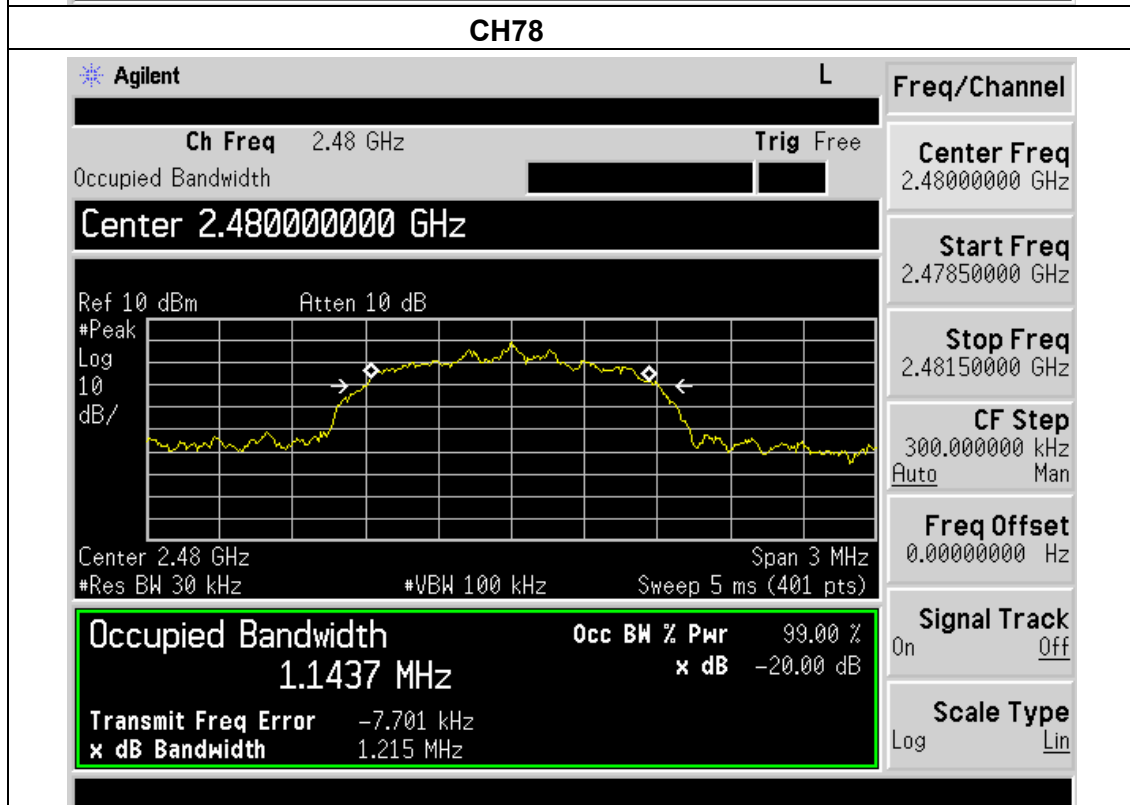 CH78
Agilent
L
Ch Freq 2.48 GHz
Trig Free
Occupied Bandwidth
Center 2.480000000 GHz
Ref 10 dBm
Atten 10 dB
#Peak
Log
10
dB/
Center 2.48 GHz
Span 3 MHz
#Res BW 30 kHz
#VBW 100 kHz
Sweep 5 ms (401 pts)
Occupied Bandwidth
1.1437 MHz
Occ BW % Pwr 99.00 %
x dB -20.00 dB
Transmit Freq Error -7.701 kHz
x dB Bandwidth 1.215 MHz
Freq/Channel
Center Freq
2.48000000 GHz
Start Freq
2.47850000 GHz
Stop Freq
2.48150000 GHz
CF Step
300.000000 kHz
Auto Man
Freq Offset
0.00000000 Hz
Signal Track
On Off
Scale Type
Log Lin